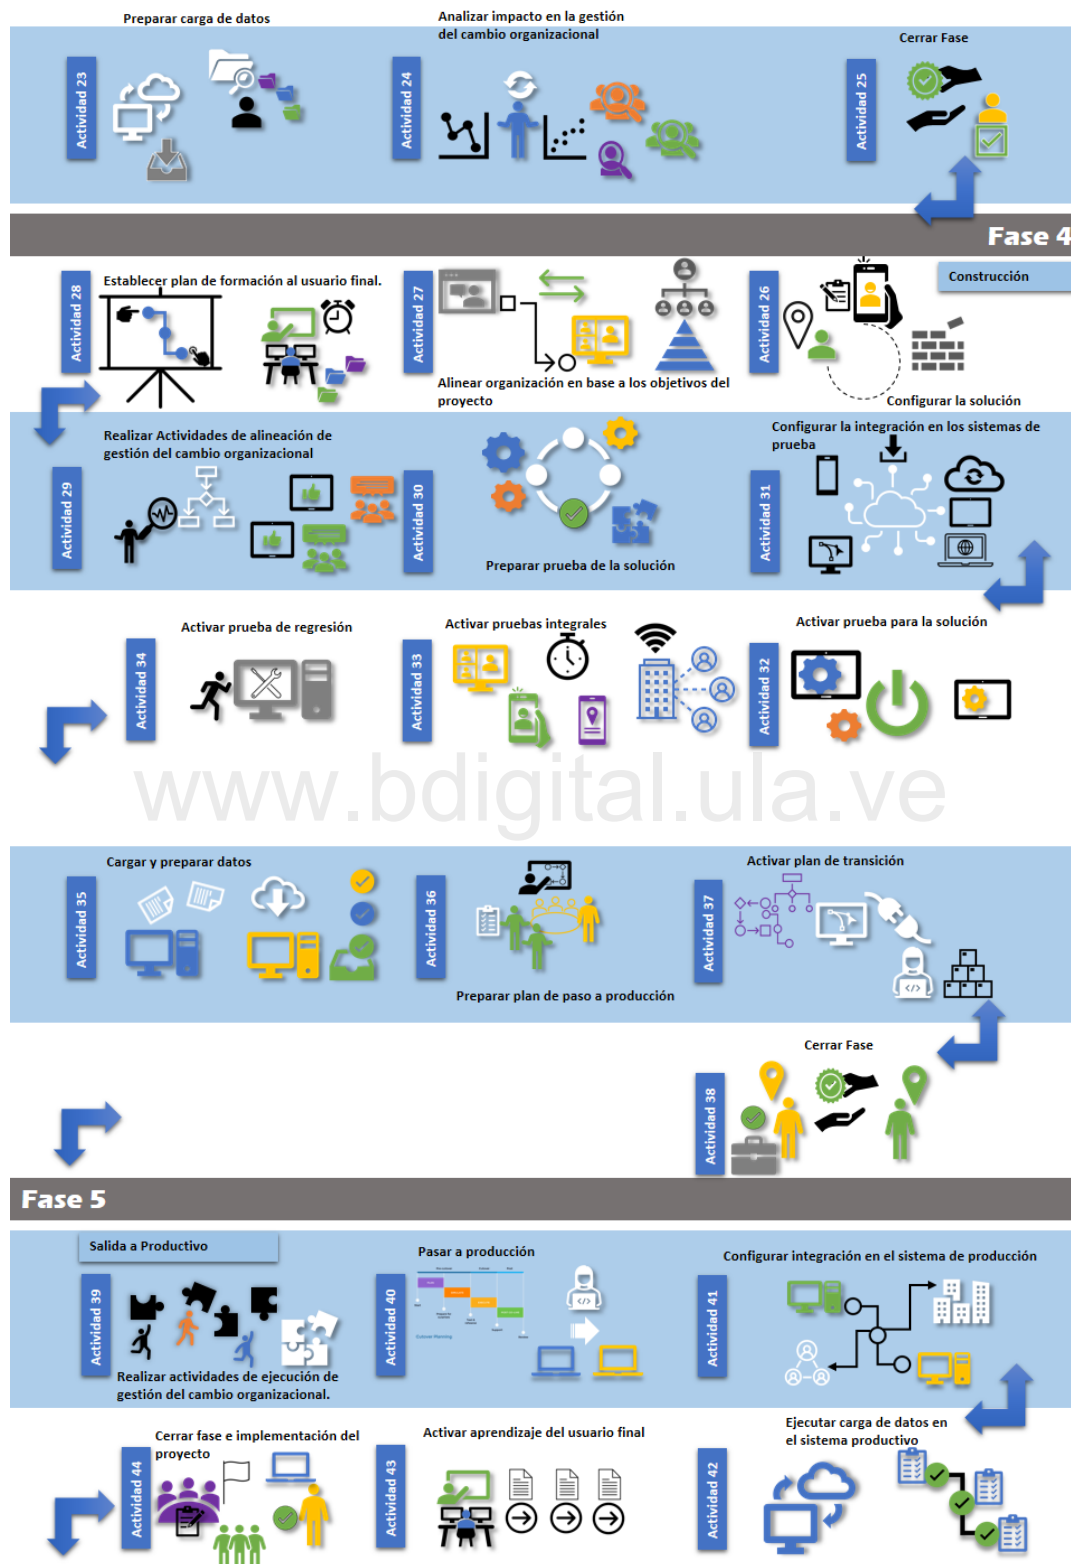 Preparar carga de datos
Analizar impacto en la gestión
del cambio organizacional
Cerrar Fase
Actividad 23
Actividad 24
Actividad 25
Fase 4
Construcción
Establecer plan de formación al usuario final.
Actividad 28
Actividad 27
Actividad 26
Alinear organización en base a los objetivos del
proyecto
Configurar la solución
Realizar Actividades de alineación de
gestión del cambio organizacional
Configurar la integración en los sistemas de
prueba
Actividad 29
Actividad 30
Actividad 31
Preparar prueba de la solución
Activar prueba de regresión
Activar pruebas integrales
Activar prueba para la solución
Actividad 34
Actividad 33
Actividad 32
www.bdigital.ula.ve
Cargar y preparar datos
Activar plan de transición
Actividad 35
Actividad 36
Actividad 37
Preparar plan de paso a producción
Cerrar Fase
Actividad 38
Fase 5
Salida a Productivo
Pasar a producción
Configurar integración en el sistema de producción
Actividad 39
Actividad 40
Actividad 41
Realizar actividades de ejecución de
gestión del cambio organizacional.
Cerrar fase e implementación del
proyecto
Activar aprendizaje del usuario final
Ejecutar carga de datos en
el sistema productivo
Actividad 44
Actividad 43
Actividad 42